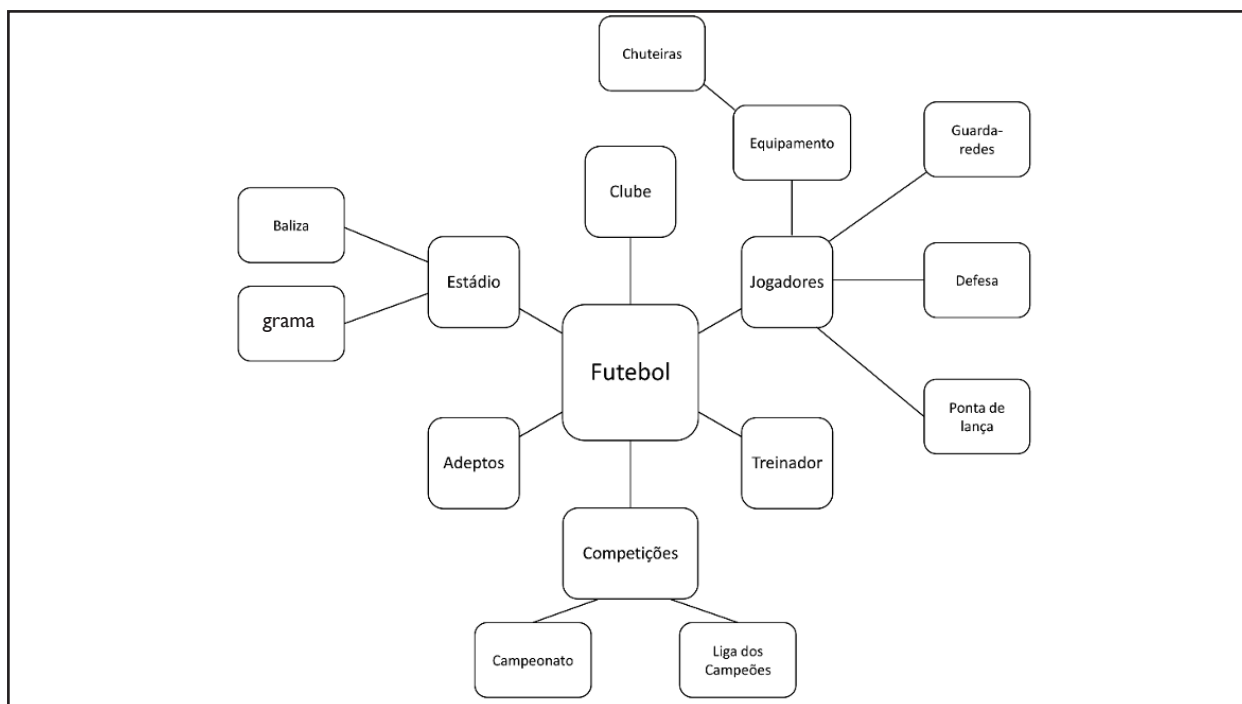 Chuteiras
Equipamento
Guarda-
redes
Clube
Baliza
Estádio
Jogadores
Defesa
grama
Futebol
Ponta de
lança
Adeptos
Treinador
Competições
Campeonato
Liga dos
Campeões